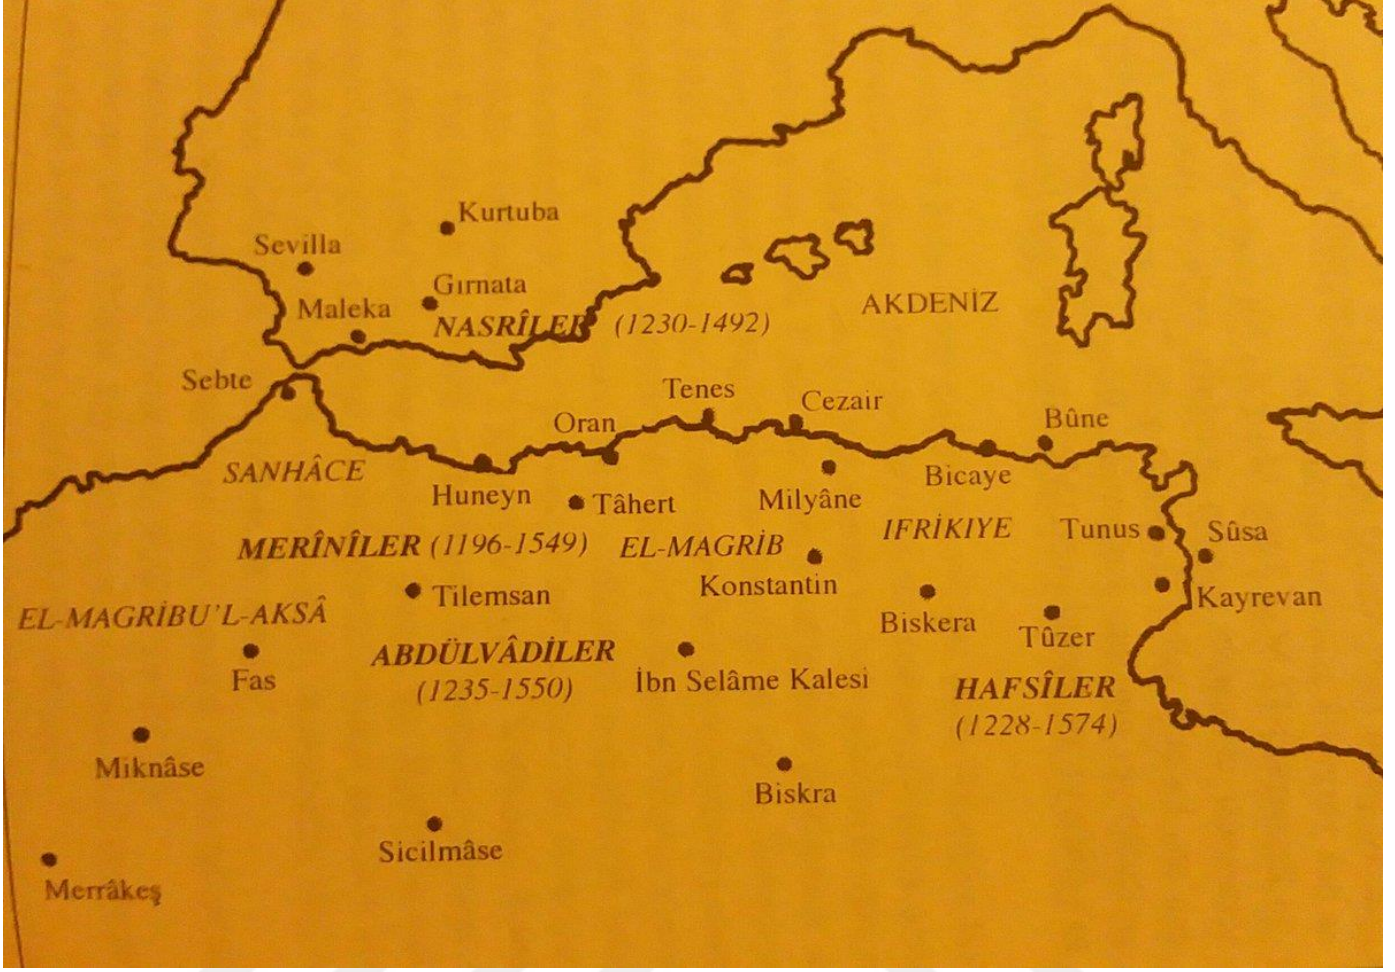 Kurtuba
Sevilla
Gırnata
Maleka
NASRÎLER (1230-1492)
AKDENİZ
Sebte
Tenes
Cezair
Oran
Bûne
SANHÂCE
Huneyn
Tâhert
Milyâne
Bicaye
MERÎNÎLER (1196-1549)
EL-MAGRİB
IFRİKIYE
Tunus
Sûsa
Konstantin
Tilemsan
Kayrevan
EL-MAGRİBU'L-AKSÂ
Biskera
Tûzer
ABDÜLVÂDİLER
(1235-1550)
Fas
İbn Selâme Kalesi
HAFSÎLER
(1228-1574)
Miknâse
Biskra
Sicilmâse
Merrâkeş